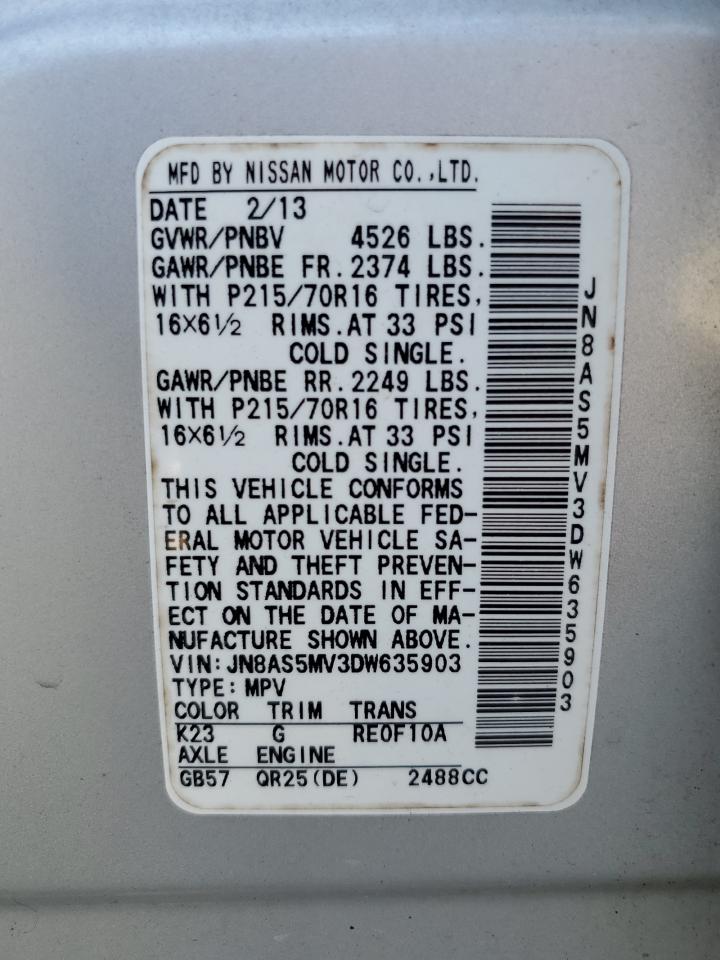 MFD BY NISSAN MOTOR CO.,LTD.
DATE 2/13
GVWR/PNBV 4526 LBS.
GAWR/PNBE FR. 2374 LBS.
WITH P215/70R16 TIRES,
16×6½ RIMS. AT 33 PSI
COLD SINGLE.
GAWR/PNBE RR. 2249 LBS.
WITH P215/70R16 TIRES,
16×6½ RIMS. AT 33 PSI
COLD SINGLE.
THIS VEHICLE CONFORMS
TO ALL APPLICABLE FED-
ERAL MOTOR VEHICLE SA-
FETY AND THEFT PREVEN-
TION STANDARDS IN EFF-
ECT ON THE DATE OF MA-
NUFACTURE SHOWN ABOVE.
VIN: JN8AS5MV3DW635903
TYPE: MPV
COLOR TRIM TRANS
K23 G RE0F10A
AXLE ENGINE
GB57 QR25(DE) 2488CC
JN8AS5MV3DW635903